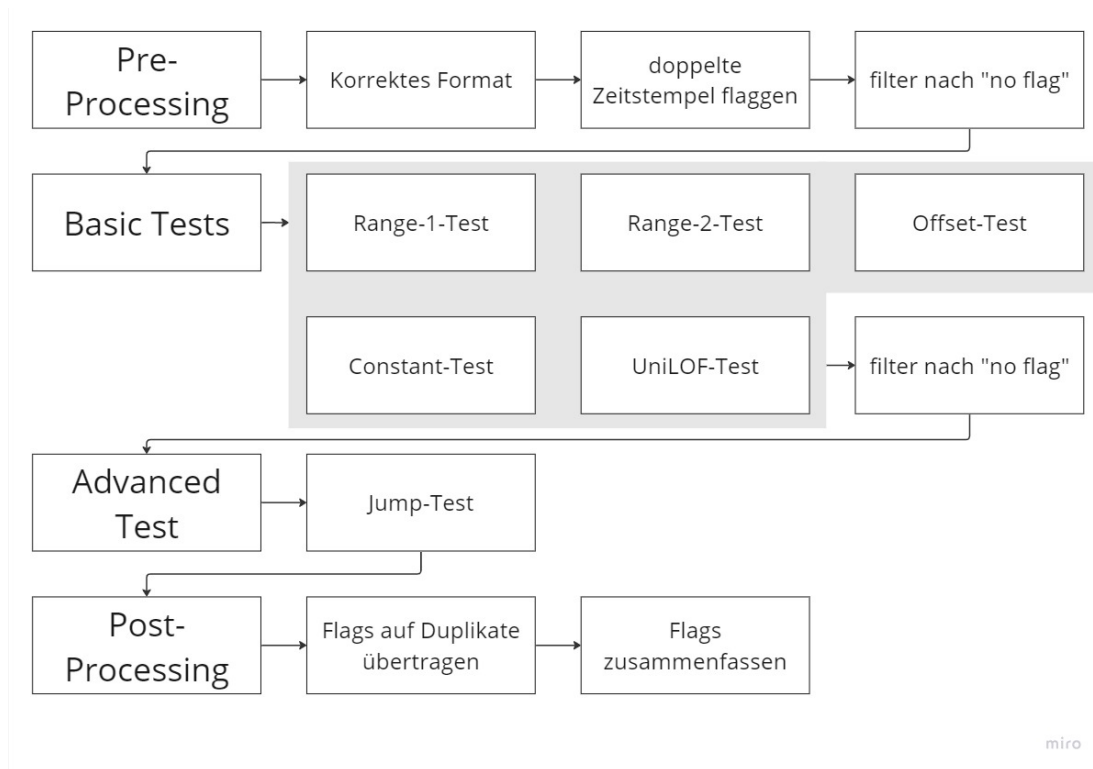 Pre-
Processing
Korrektes Format
doppelte
Zeitstempel flaggen
filter nach "no flag"
Basic Tests
Range-1-Test
Range-2-Test
Offset-Test
Constant-Test
UniLOF-Test
filter nach "no flag"
Advanced
Test
Jump-Test
Post-
Processing
Flags auf Duplikate
übertragen
Flags
zusammenfassen
miro